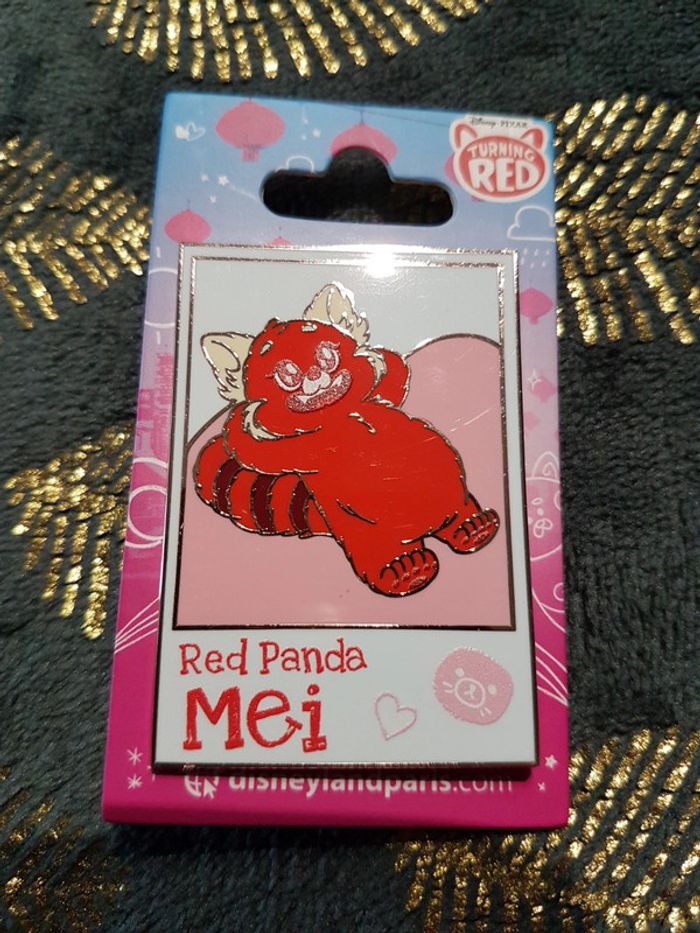 Disney · PIXAR
TURNING
RED
Red Panda
Mei
disneylandparis.com